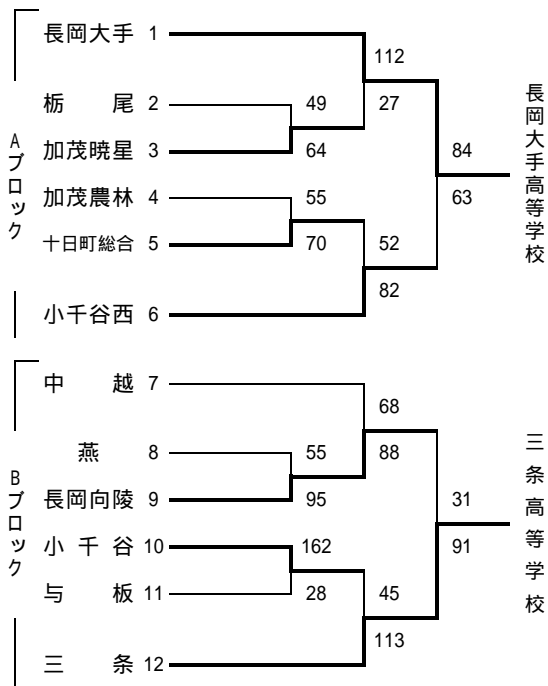 長岡大手 1
112
栃 尾 2
49
27
加茂暁星 3
64
84
加茂農林 4
55
63
十日町総合 5
70
52
82
小千谷西 6
Aブロック
長岡大手高等学校
中 越 7
68
燕 8
55
88
長岡向陵 9
95
31
小千谷 10
162
91
与 板 11
28
45
113
三 条 12
Bブロック
三条高等学校